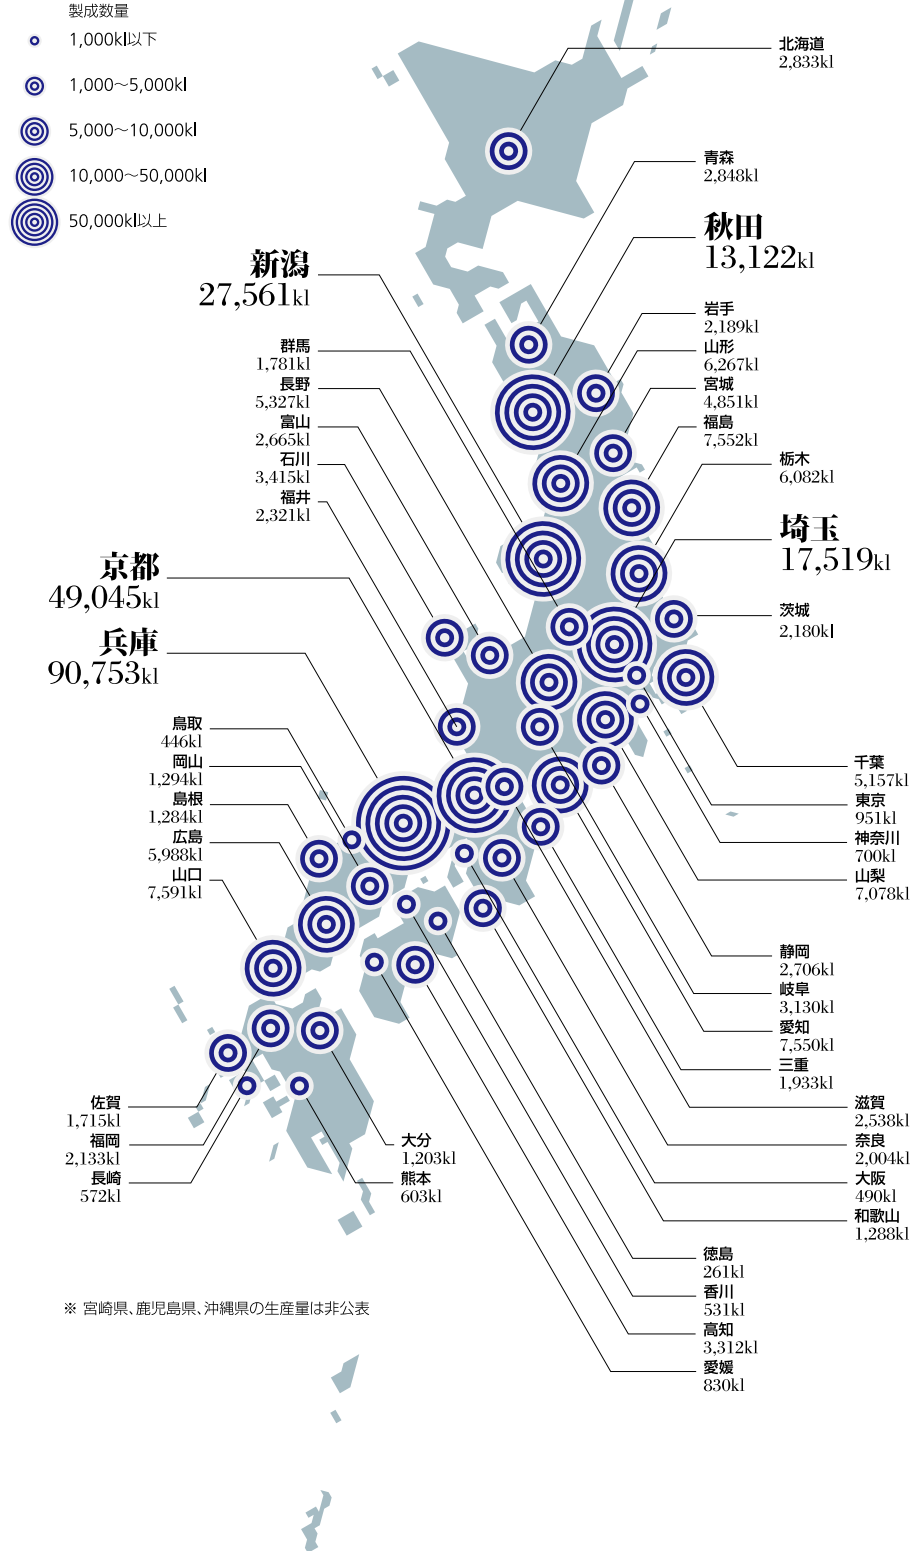 製成数量
1,000kl以下
1,000～5,000kl
5,000～10,000kl
10,000～50,000kl
50,000kl以上
北海道
2,833kl
青森
2,848kl
秋田
13,122kl
新潟
27,561kl
岩手
2,189kl
群馬
1,781kl
山形
6,267kl
長野
5,327kl
宮城
4,851kl
富山
2,665kl
福島
7,552kl
石川
3,415kl
栃木
6,082kl
福井
2,321kl
埼玉
17,519kl
京都
49,045kl
茨城
2,180kl
兵庫
90,753kl
鳥取
446kl
岡山
1,294kl
千葉
5,157kl
島根
1,284kl
東京
951kl
広島
5,988kl
神奈川
700kl
山口
7,591kl
山梨
7,078kl
静岡
2,706kl
岐阜
3,130kl
愛知
7,550kl
三重
1,933kl
佐賀
1,715kl
滋賀
2,538kl
福岡
2,133kl
大分
1,203kl
奈良
2,004kl
長崎
572kl
熊本
603kl
大阪
490kl
和歌山
1,288kl
徳島
261kl
香川
531kl
※ 宮崎県、鹿児島県、沖縄県の生産量は非公表
高知
3,312kl
愛媛
830kl